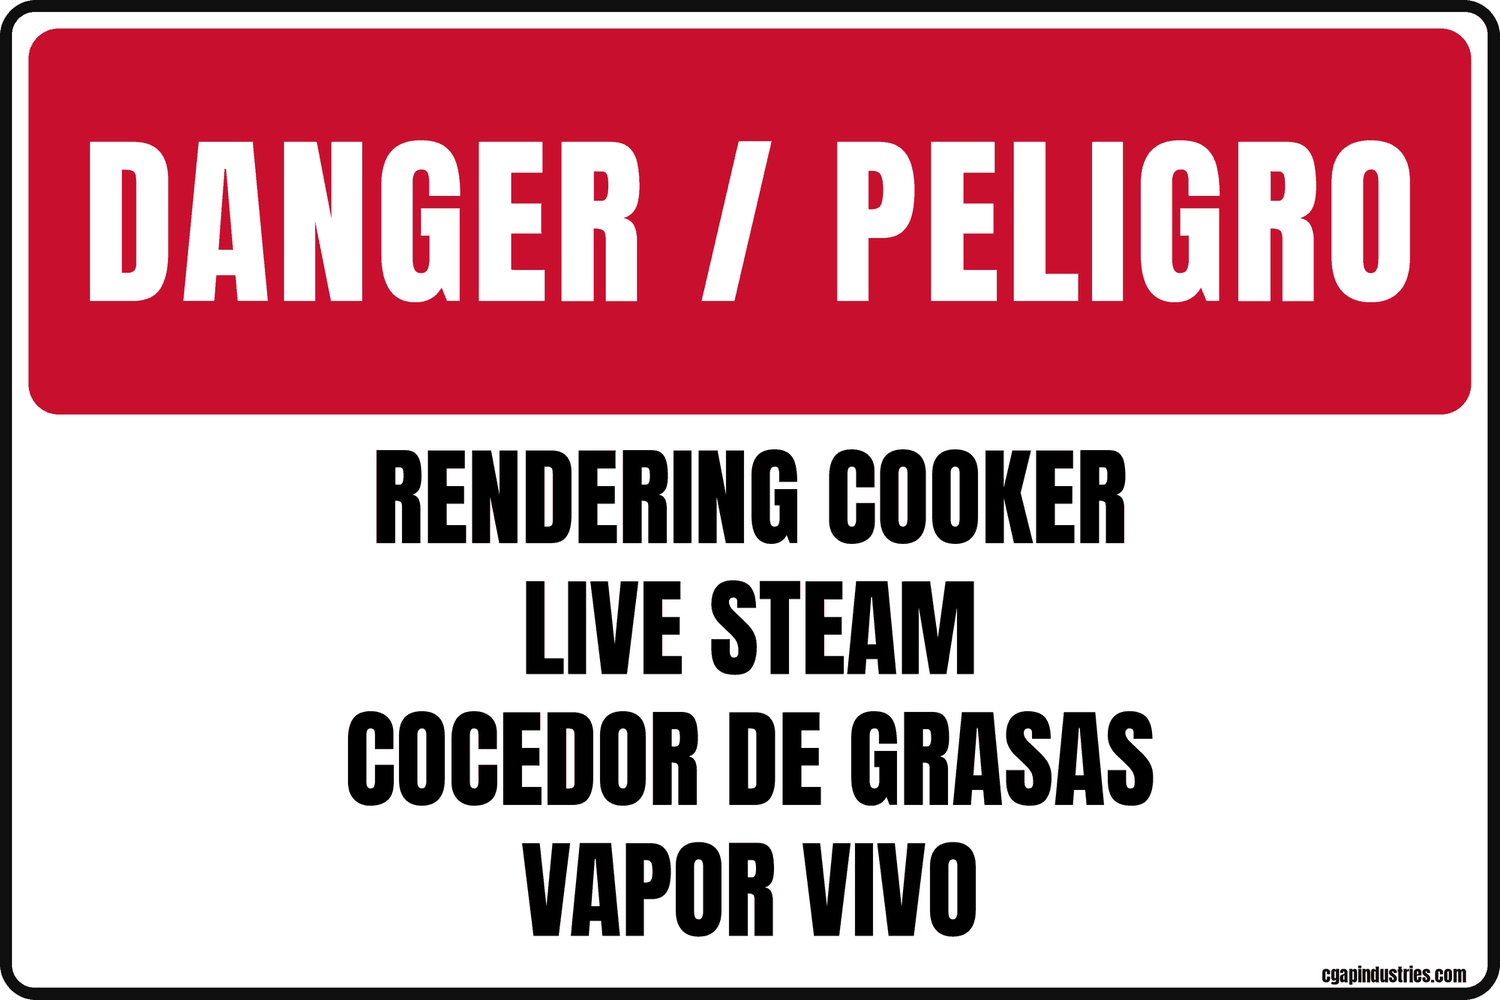 DANGER / PELIGRO
RENDERING COOKER
LIVE STEAM
COCEDOR DE GRASAS
VAPOR VIVO
cgapindustries.com